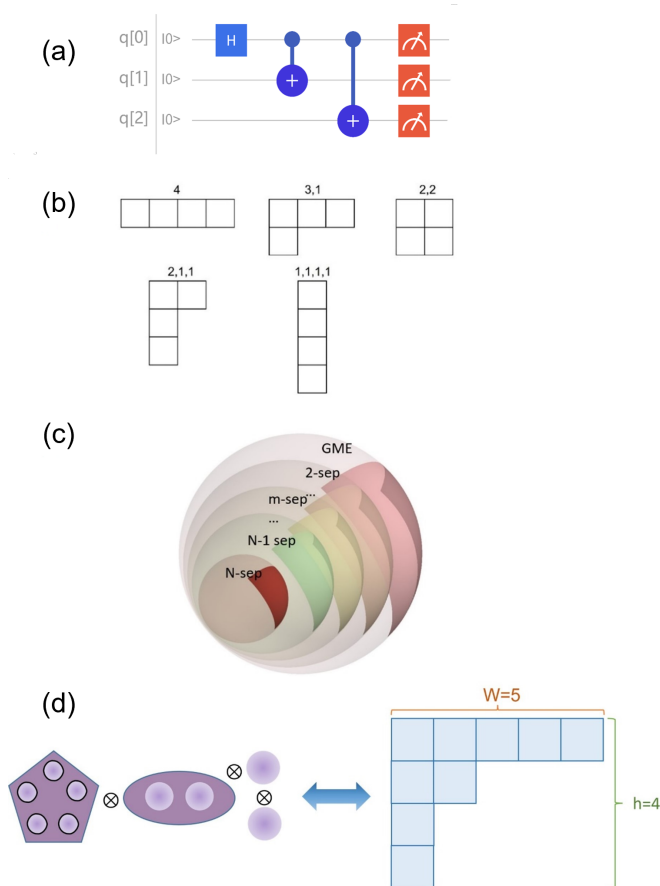 (a)
q[0] |0> H
q[1] |0> +
q[2] |0> +
(b)
4 3,1 2,2
2,1,1 1,1,1,1
(c)
GME
2-sep
...
m-sep
...
N-1 sep
N-sep
(d)
W=5
⊗ ⊗ ⊗
h=4